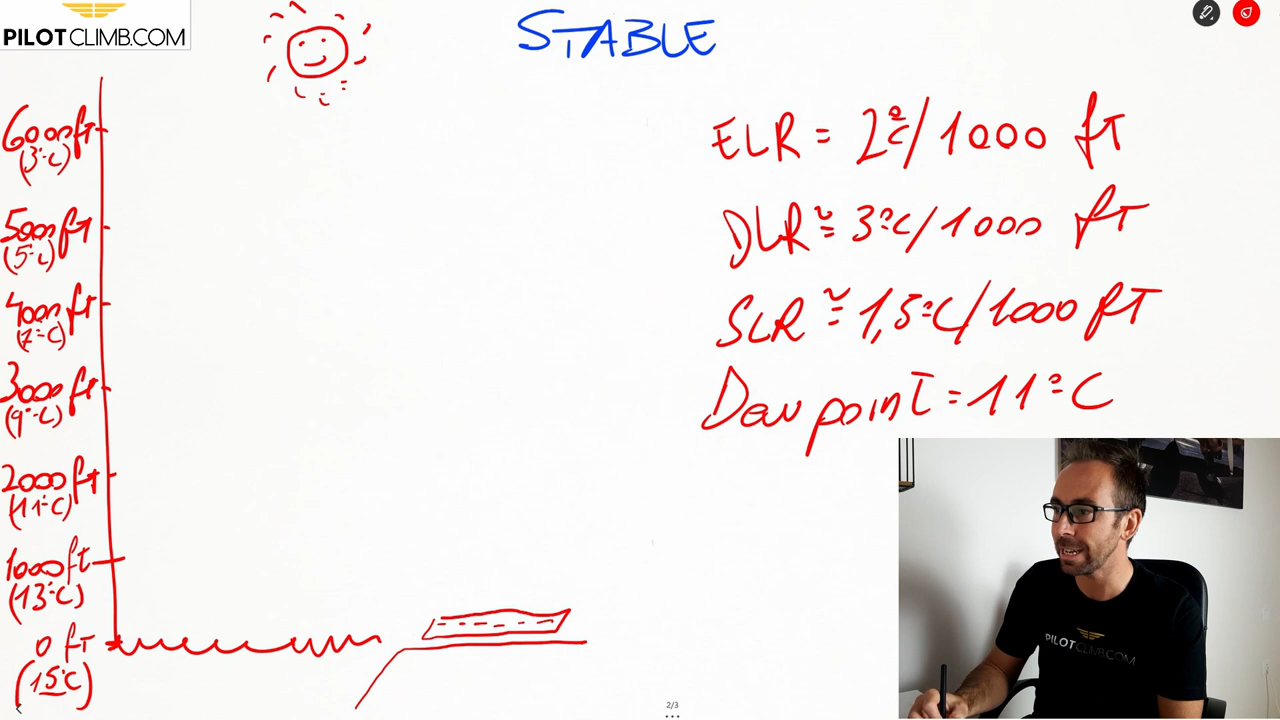 PILOTCLIMB.COM
STABLE
6000 ft
(3°C)
5000 ft
(5°C)
4000 ft
(7°C)
3000 ft
(9°C)
2000 ft
(11°C)
1000 ft
(13°C)
0 ft
(15°C)
ELR = 2°C/1000 ft
DLR ≅ 3°C/1000 ft
SLR ≅ 1,5°C/1000 ft
Dew point = 11°C
PILOTCLIMB.COM
2/3